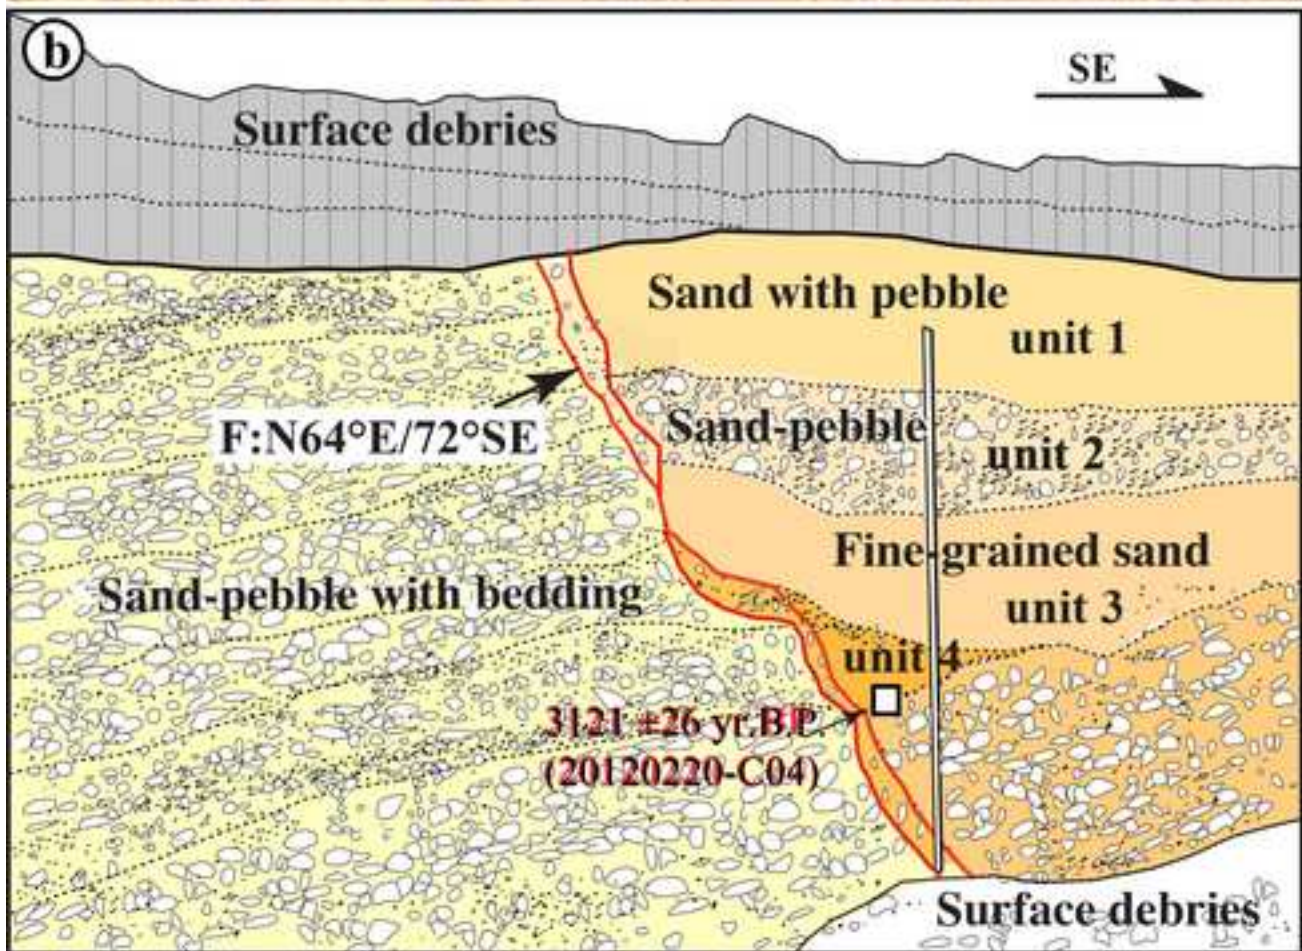 b
SE
Surface debries
Sand with pebble
unit 1
F:N64°E/72°SE
Sand-pebble
unit 2
Fine-grained sand
unit 3
Sand-pebble with bedding
unit 4
3121 ±26 yr.B.P.
(20120220-C04)
Surface debries